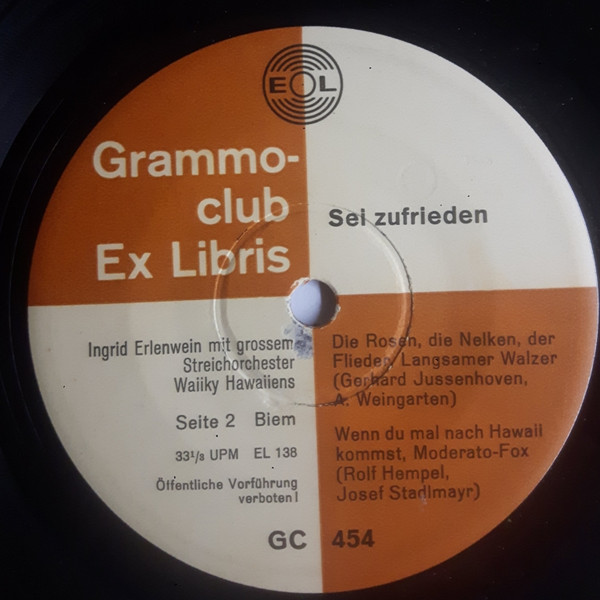 EOL
Grammo-
club
Ex Libris
Sei zufrieden
Ingrid Erlenwein mit grossem
Streichorchester
Waiiky Hawaiiens
Seite 2 Biem
33⅓ UPM EL 138
Öffentliche Vorführung
verboten!
Die Rosen, die Nelken, der
Flieder, Langsamer Walzer
(Gerhard Jussenhoven,
A. Weingarten)
Wenn du mal nach Hawaii
kommst, Moderato-Fox
(Rolf Hempel,
Josef Stadlmayr)
GC 454